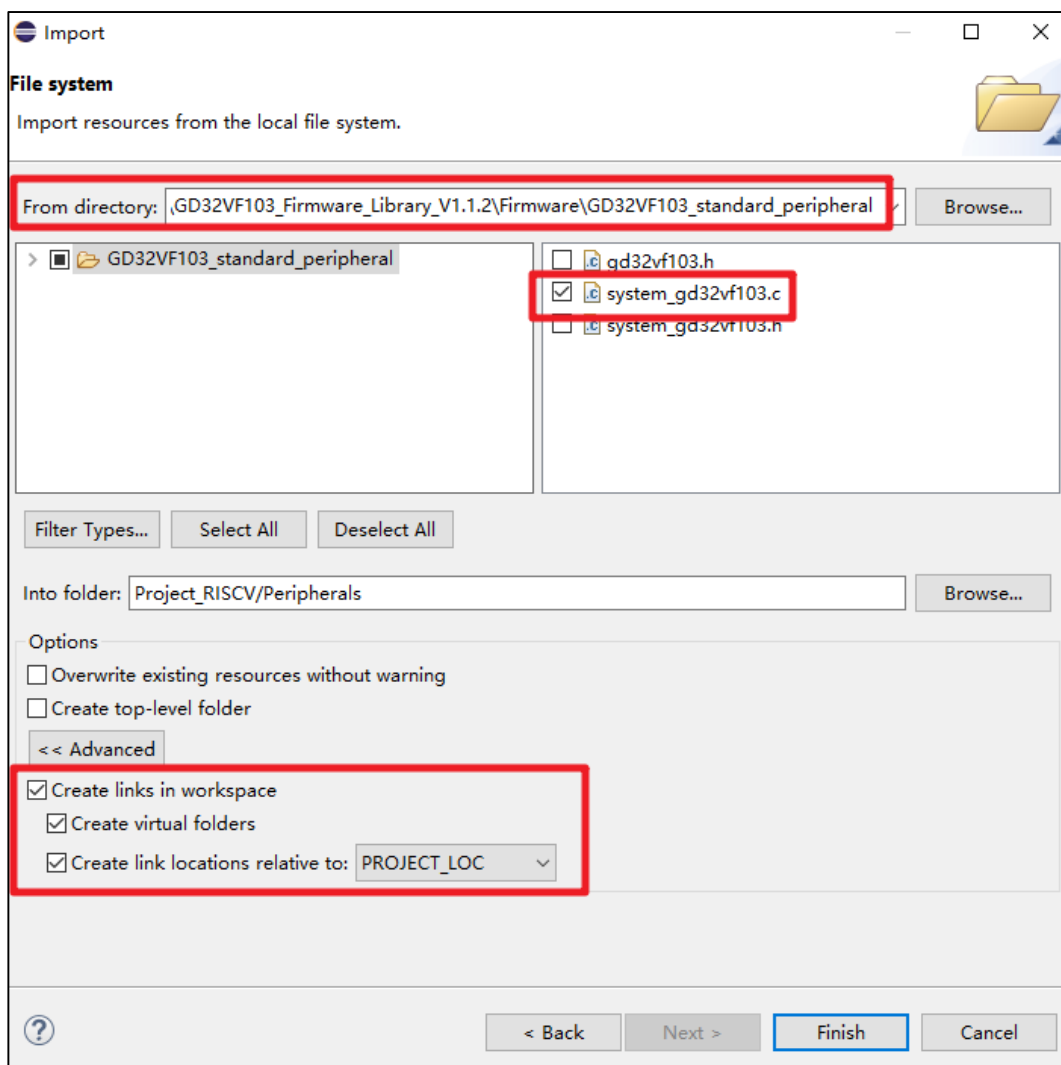 Import
File system
Import resources from the local file system.
From directory: \GD32VF103_Firmware_Library_V1.1.2\Firmware\GD32VF103_standard_peripheral Browse...
GD32VF103_standard_peripheral
gd32vf103.h
system_gd32vf103.c
system_gd32vf103.h
Filter Types... Select All Deselect All
Into folder: Project_RISCV/Peripherals Browse...
Options
Overwrite existing resources without warning
Create top-level folder
<< Advanced
Create links in workspace
Create virtual folders
Create link locations relative to: PROJECT_LOC
< Back Next > Finish Cancel